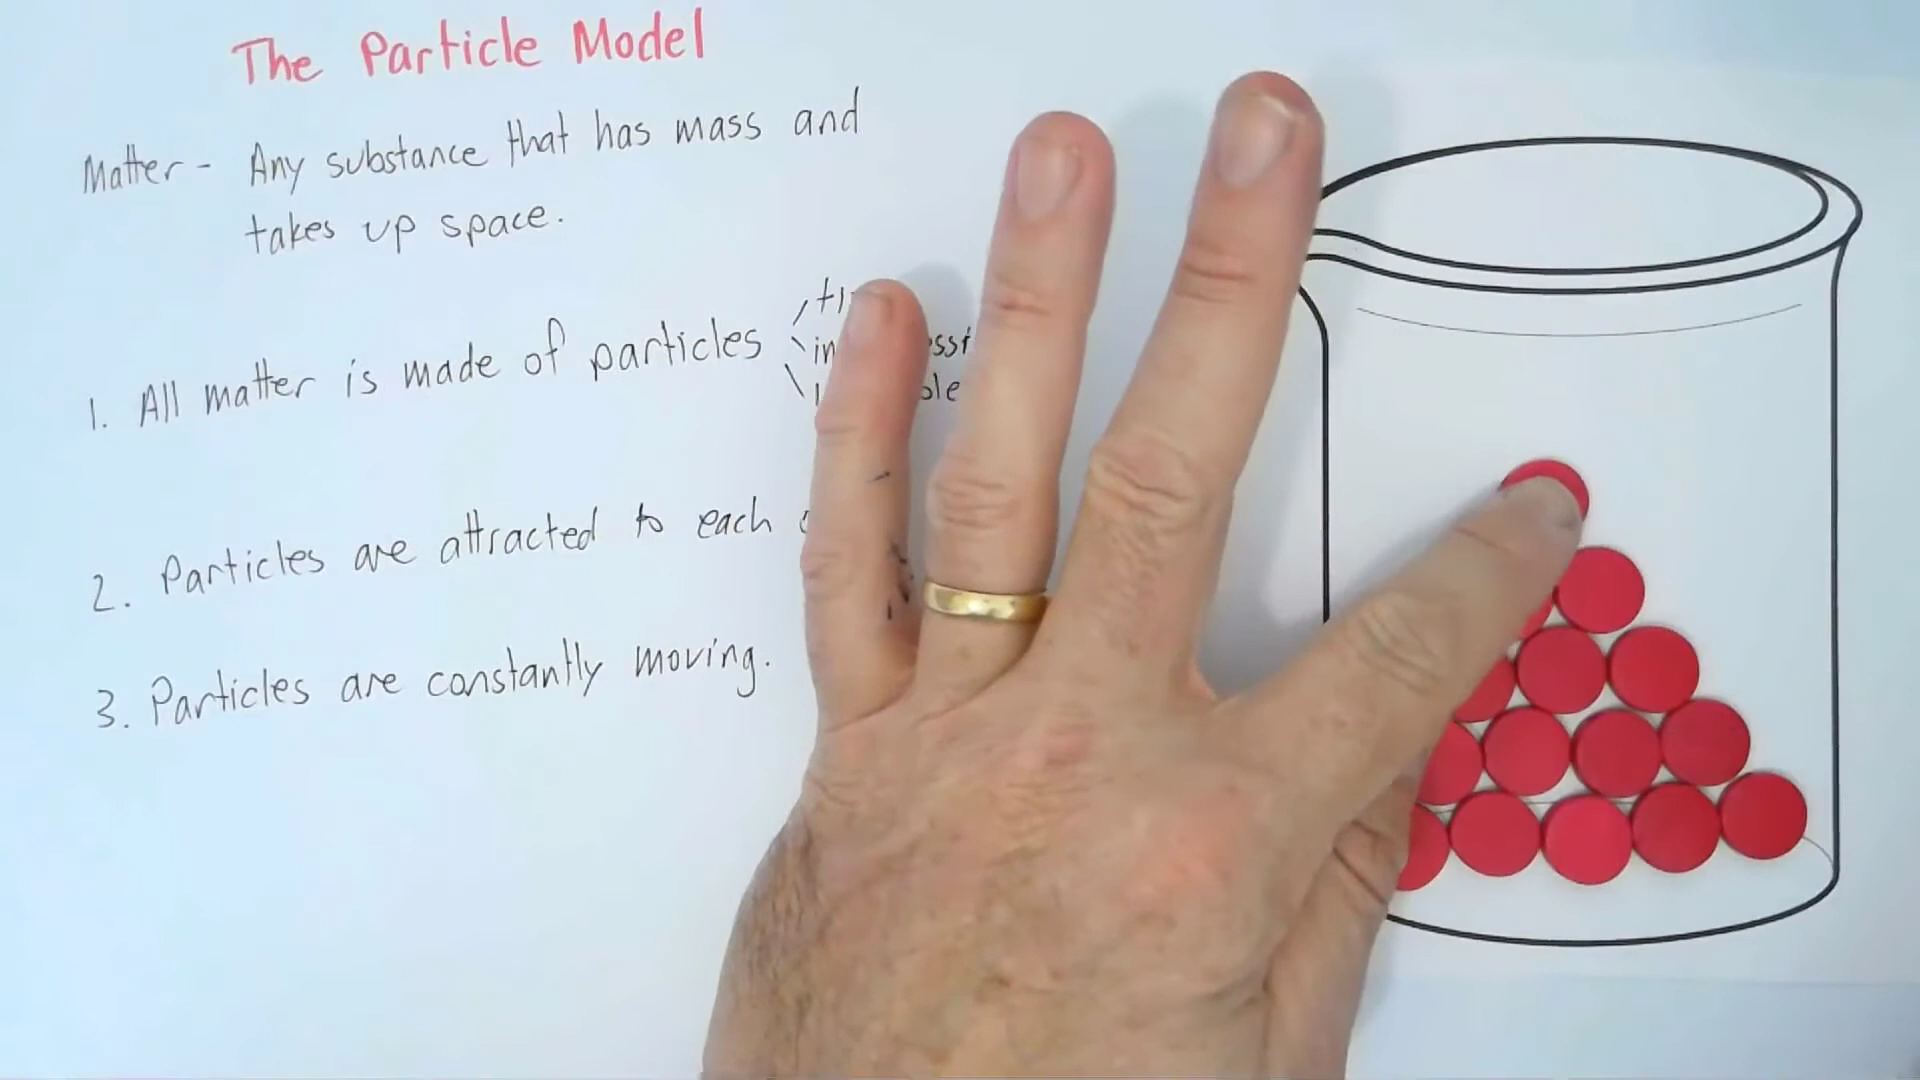 The Particle Model
Matter - Any substance that has mass and
takes up space.
1. All matter is made of particles
2. Particles are attracted to each
3. Particles are constantly moving.